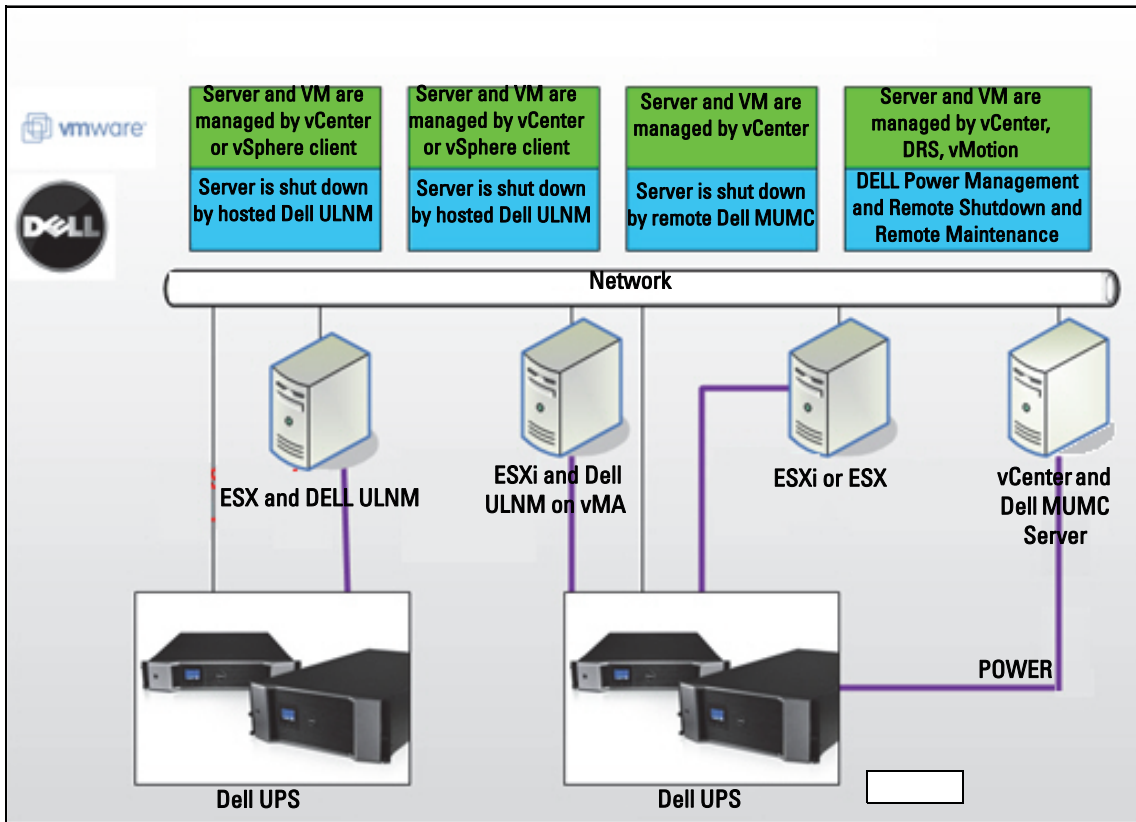 vmware
DELL
Server and VM are
managed by vCenter
or vSphere client
Server is shut down
by hosted Dell ULNM
Server and VM are
managed by vCenter
or vSphere client
Server is shut down
by hosted Dell ULNM
Server and VM are
managed by vCenter
Server is shut down
by remote Dell MUMC
Server and VM are
managed by vCenter,
DRS, vMotion
DELL Power Management
and Remote Shutdown and
Remote Maintenance
Network
ESX and DELL ULNM
ESXi and Dell
ULNM on vMA
ESXi or ESX
vCenter and
Dell MUMC
Server
POWER
Dell UPS
Dell UPS